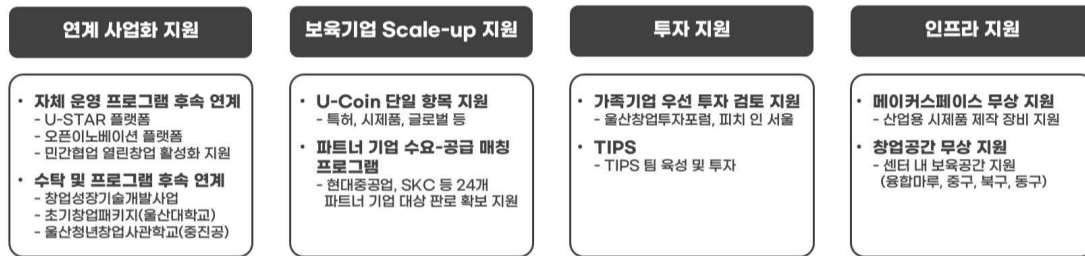 연계 사업화 지원
• 자체 운영 프로그램 후속 연계
- U-STAR 플랫폼
- 오픈이노베이션 플랫폼
- 민간협업 열린창업 활성화 지원
• 수탁 및 프로그램 후속 연계
- 창업성장기술개발사업
- 초기창업패키지(울산대학교)
- 울산청년창업사관학교(중진공)
보육기업 Scale-up 지원
• U-Coin 단일 항목 지원
- 특허, 시제품, 글로벌 등
• 파트너 기업 수요-공급 매칭
프로그램
- 현대중공업, SKC 등 24개
파트너 기업 대상 판로 확보 지원
투자 지원
• 가족기업 우선 투자 검토 지원
- 울산창업투자포럼, 피치 인 서울
• TIPS
- TIPS 팀 육성 및 투자
인프라 지원
• 메이커스페이스 무상 지원
- 산업용 시제품 제작 장비 지원
• 창업공간 무상 지원
- 센터 내 보육공간 지원
(융합마루, 중구, 북구, 동구)